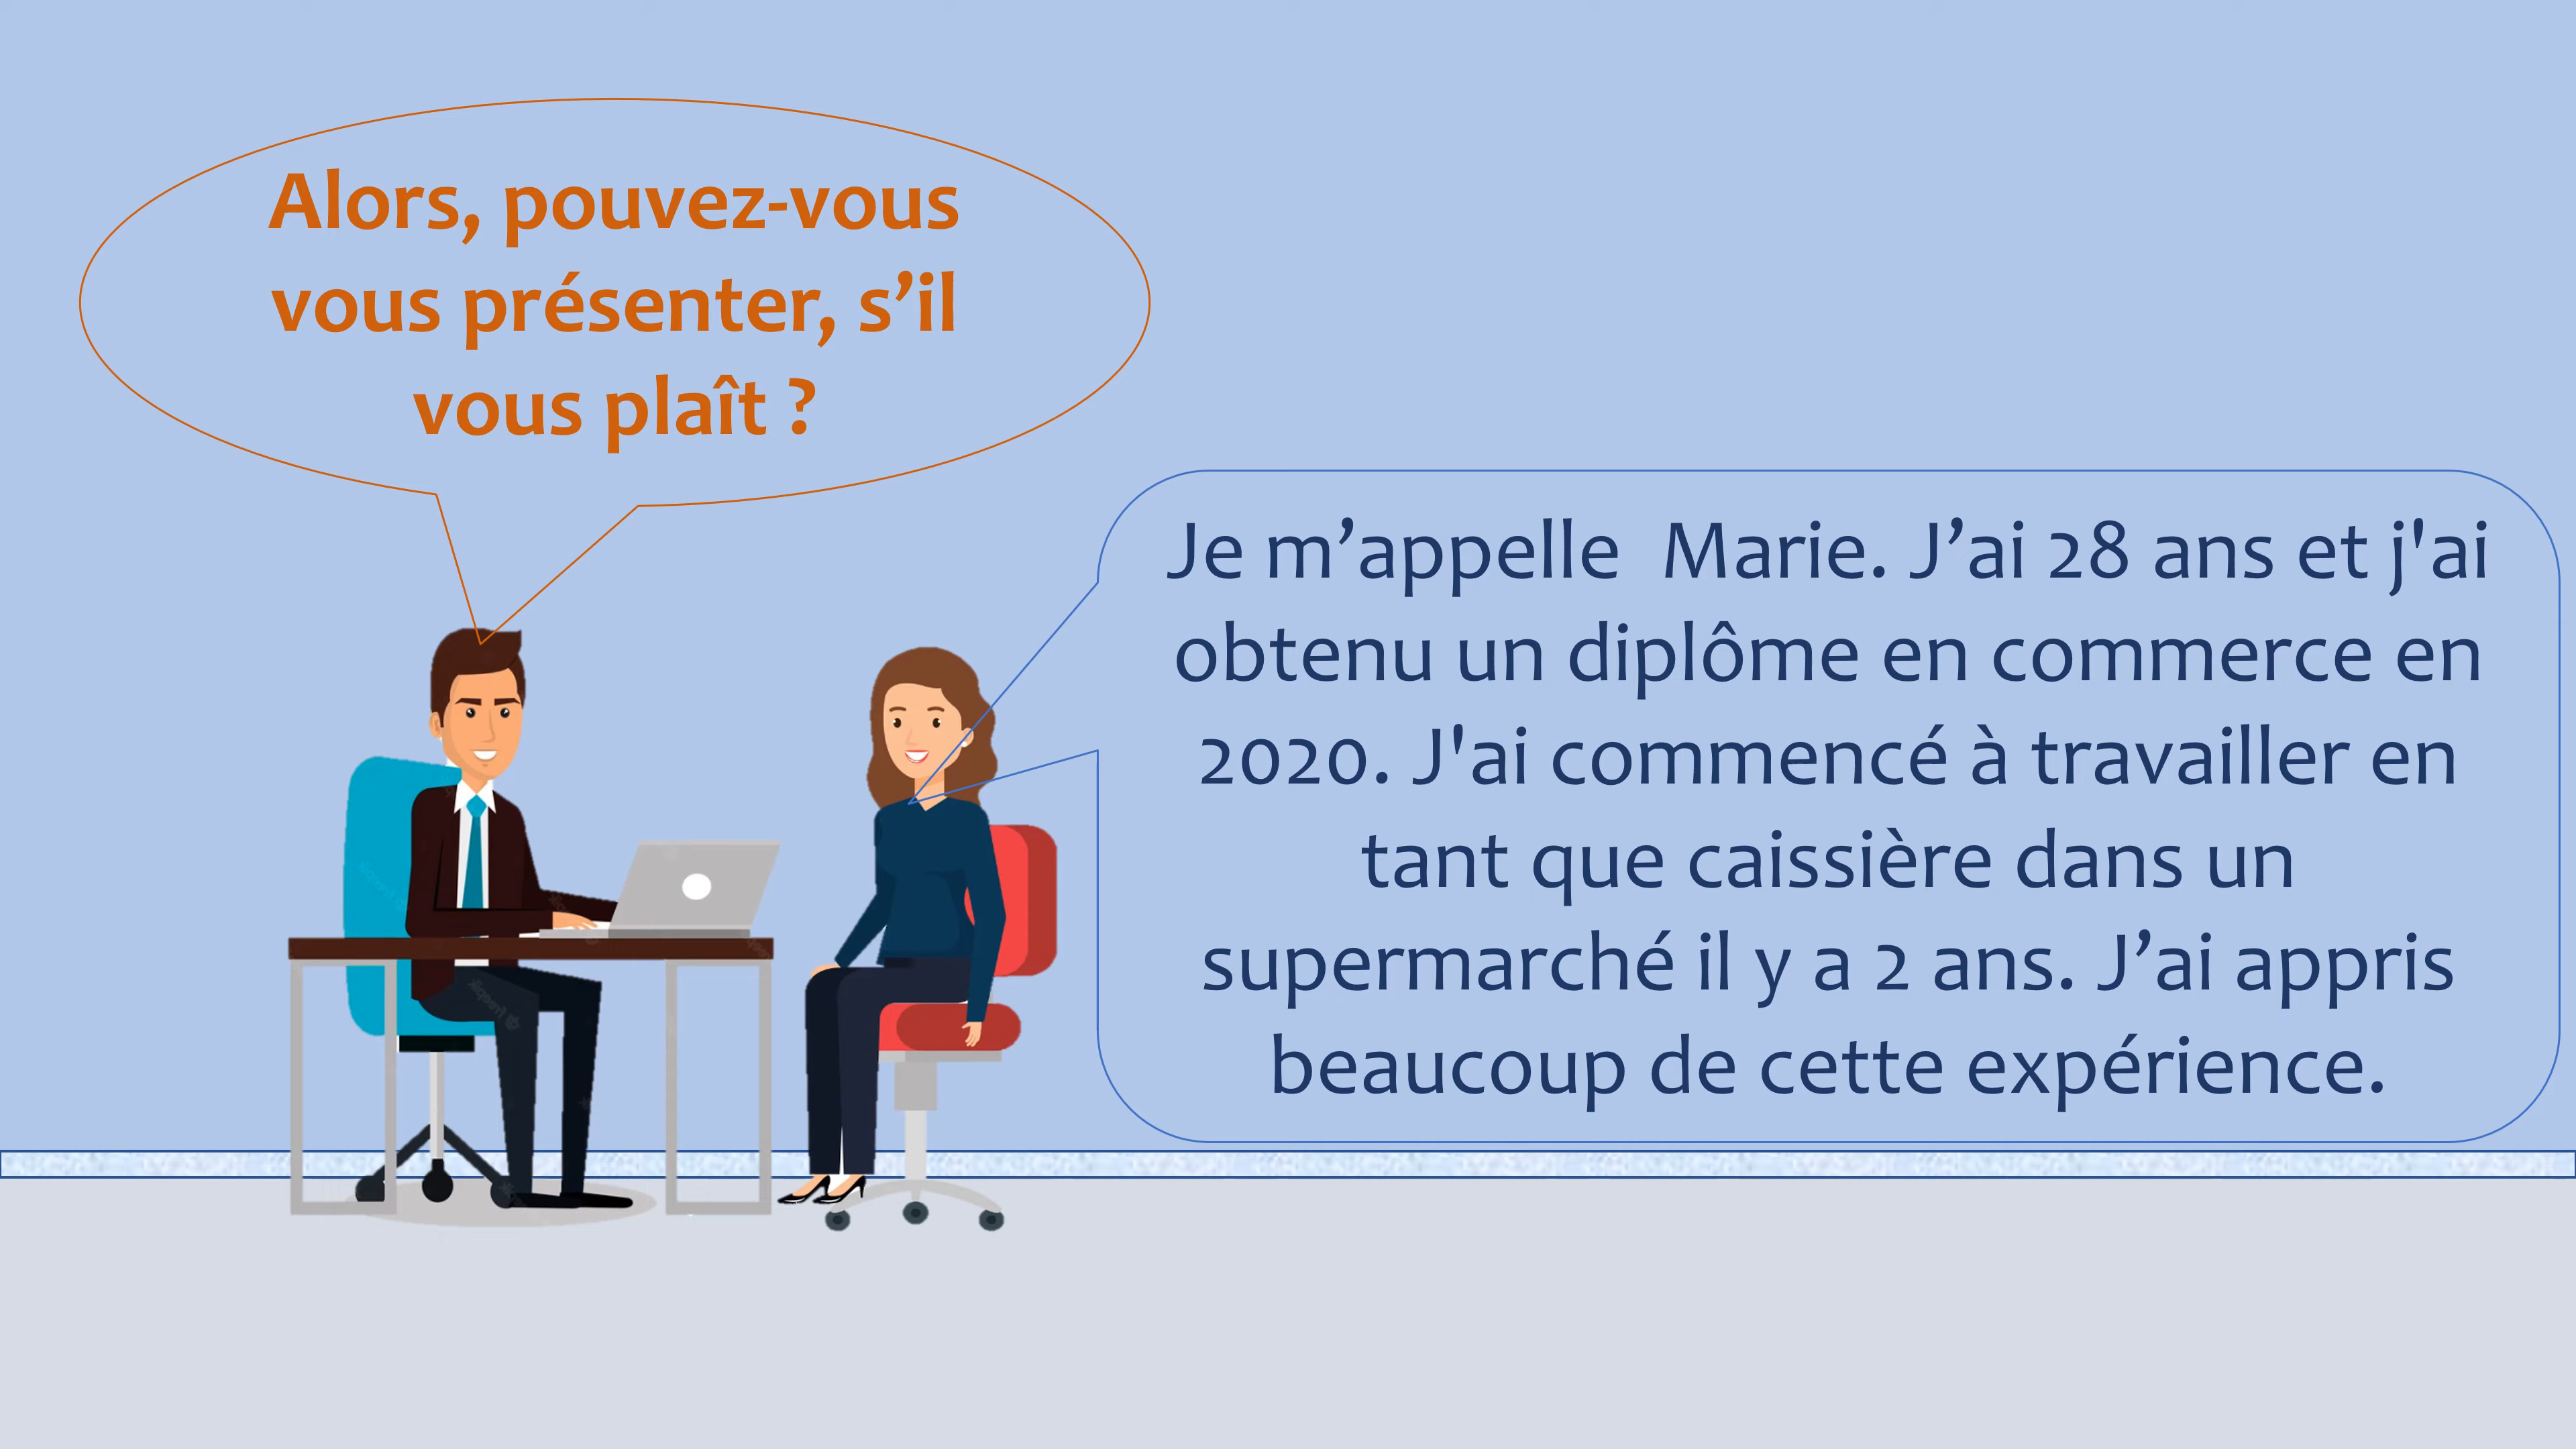 Alors, pouvez-vous
vous présenter, s’il
vous plaît ?
Je m’appelle  Marie. J’ai 28 ans et j'ai
obtenu un diplôme en commerce en
2020. J'ai commencé à travailler en
tant que caissière dans un
supermarché il y a 2 ans. J’ai appris
beaucoup de cette expérience.